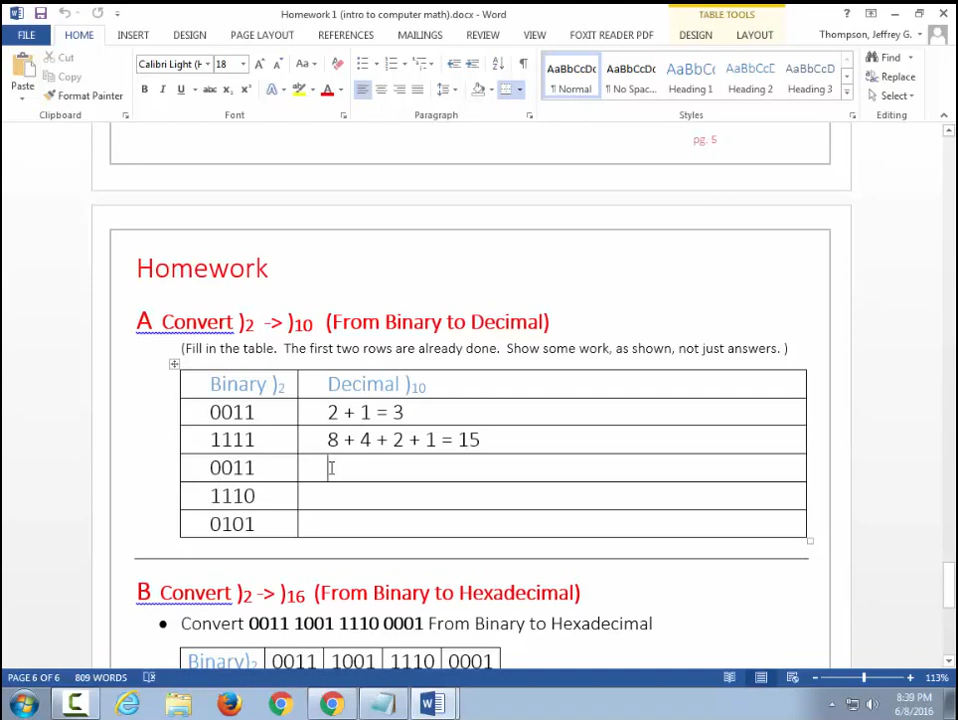 Homework 1 (intro to computer math).docx - Word
TABLE TOOLS
FILE HOME INSERT DESIGN PAGE LAYOUT REFERENCES MAILINGS REVIEW VIEW FOXIT READER PDF DESIGN LAYOUT Thompson, Jeffrey G.
Paste
Cut
Copy
Format Painter
Calibri Light (H 18
AaBbCcDc AaBbCcDc AaBbCc AaBbCcD AaBbCcD
¶ Normal ¶ No Spac... Heading 1 Heading 2 Heading 3
Find
Replace
Select
Clipboard Font Paragraph Styles Editing
pg. 5
Homework
A Convert )2 -> )10 (From Binary to Decimal)
(Fill in the table. The first two rows are already done. Show some work, as shown, not just answers. )
Binary )2 Decimal )10
0011 2 + 1 = 3
1111 8 + 4 + 2 + 1 = 15
0011
1110
0101
B Convert )2 -> )16 (From Binary to Hexadecimal)
• Convert 0011 1001 1110 0001 From Binary to Hexadecimal
Binary)2 0011 1001 1110 0001
PAGE 6 OF 6 809 WORDS 113%
8:39 PM
6/8/2016